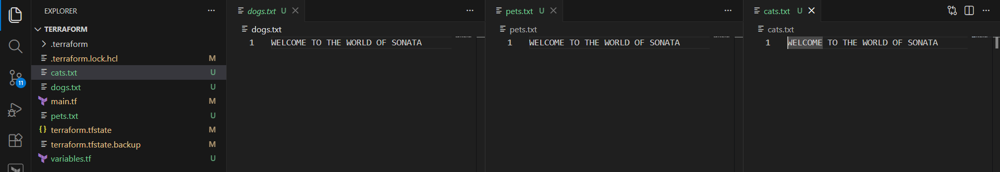 EXPLORER ...
TERRAFORM
.terraform
.terraform.lock.hcl M
cats.txt U
dogs.txt U
main.tf M
pets.txt U
{} terraform.tfstate M
terraform.tfstate.backup M
variables.tf U
11
dogs.txt U
dogs.txt
1 WELCOME TO THE WORLD OF SONATA
pets.txt U
pets.txt
1 WELCOME TO THE WORLD OF SONATA
cats.txt U
cats.txt
1 WELCOME TO THE WORLD OF SONATA